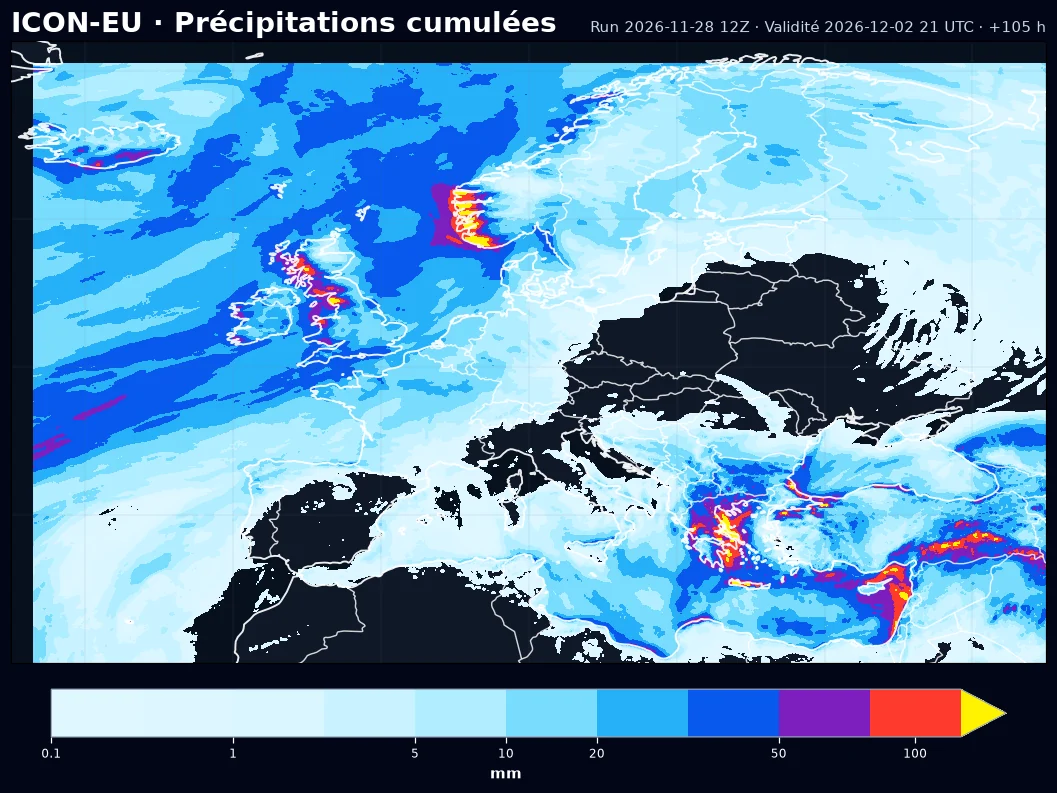 ICON-EU · Précipitations cumulées
Run 2026-11-28 12Z · Validité 2026-12-02 21 UTC · +105 h
0.1 1 5 10 20 50 100
mm